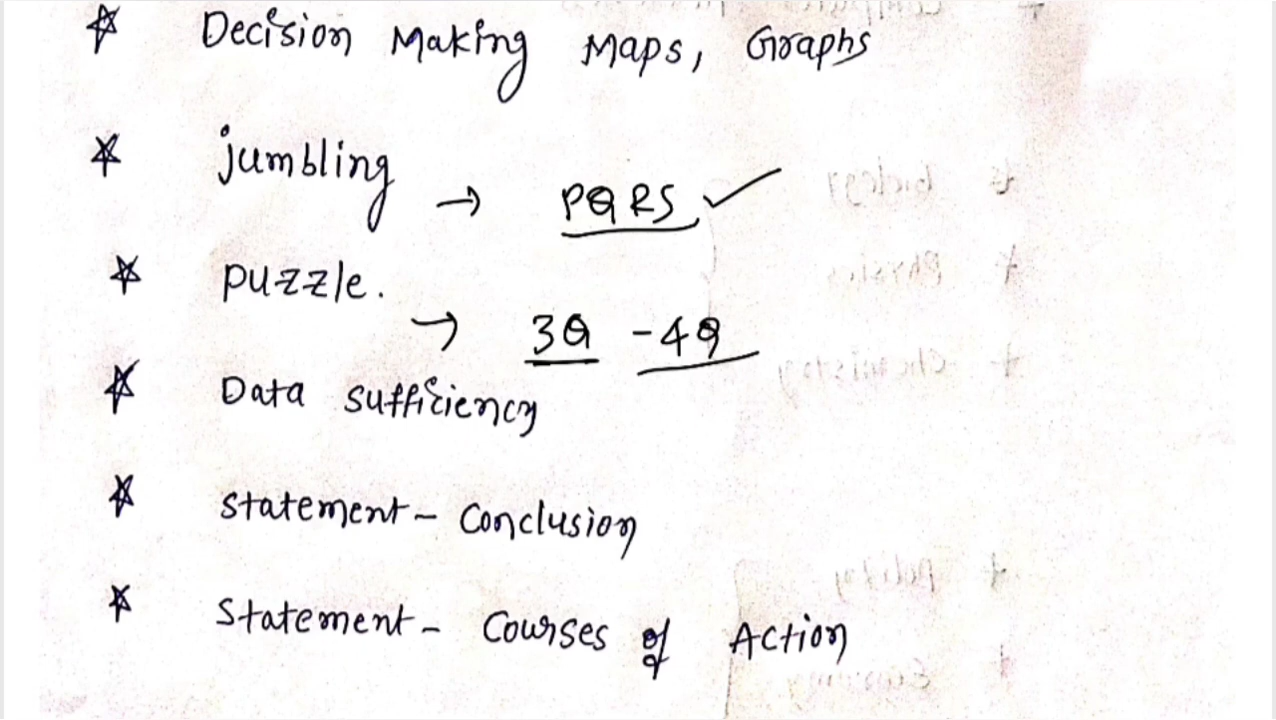 ☆ Decision Making Maps, Graphs
☆ jumbling
→ PQRS ✓
☆ puzzle.
→ 3Q - 4Q
☆ Data sufficiency
☆ Statement - Conclusion
☆ Statement - Courses of Action